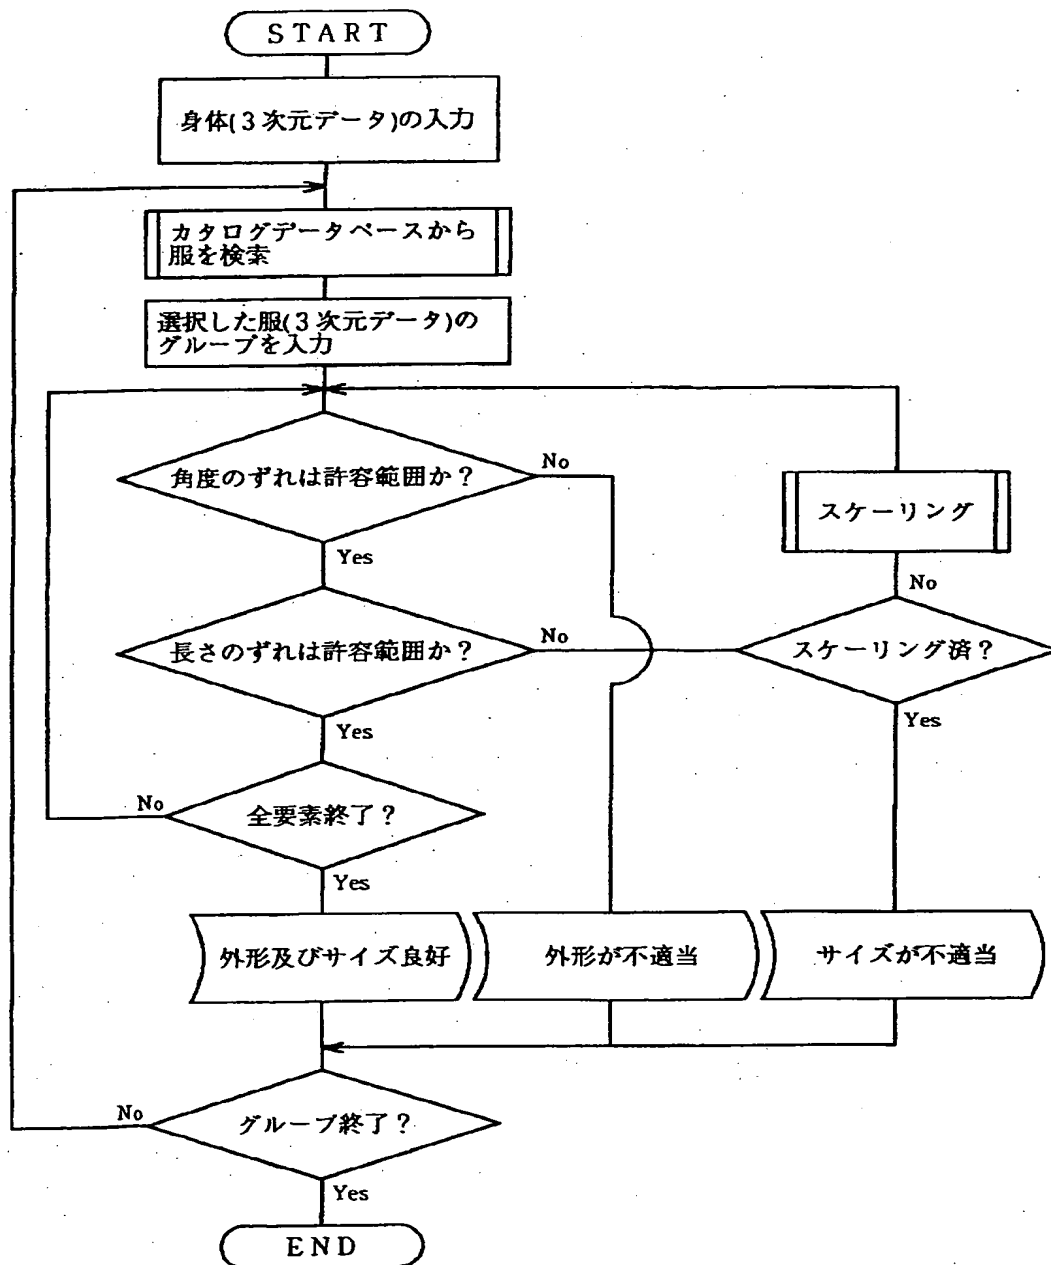 START
身体(3次元データ)の入力
カタログデータベースから
服を検索
選択した服(3次元データ)の
グループを入力
角度のずれは許容範囲か?
No
スケーリング
Yes
No
長さのずれは許容範囲か?
No
スケーリング済?
Yes
Yes
No
全要素終了?
Yes
外形及びサイズ良好
外形が不適当
サイズが不適当
No
グループ終了?
Yes
END